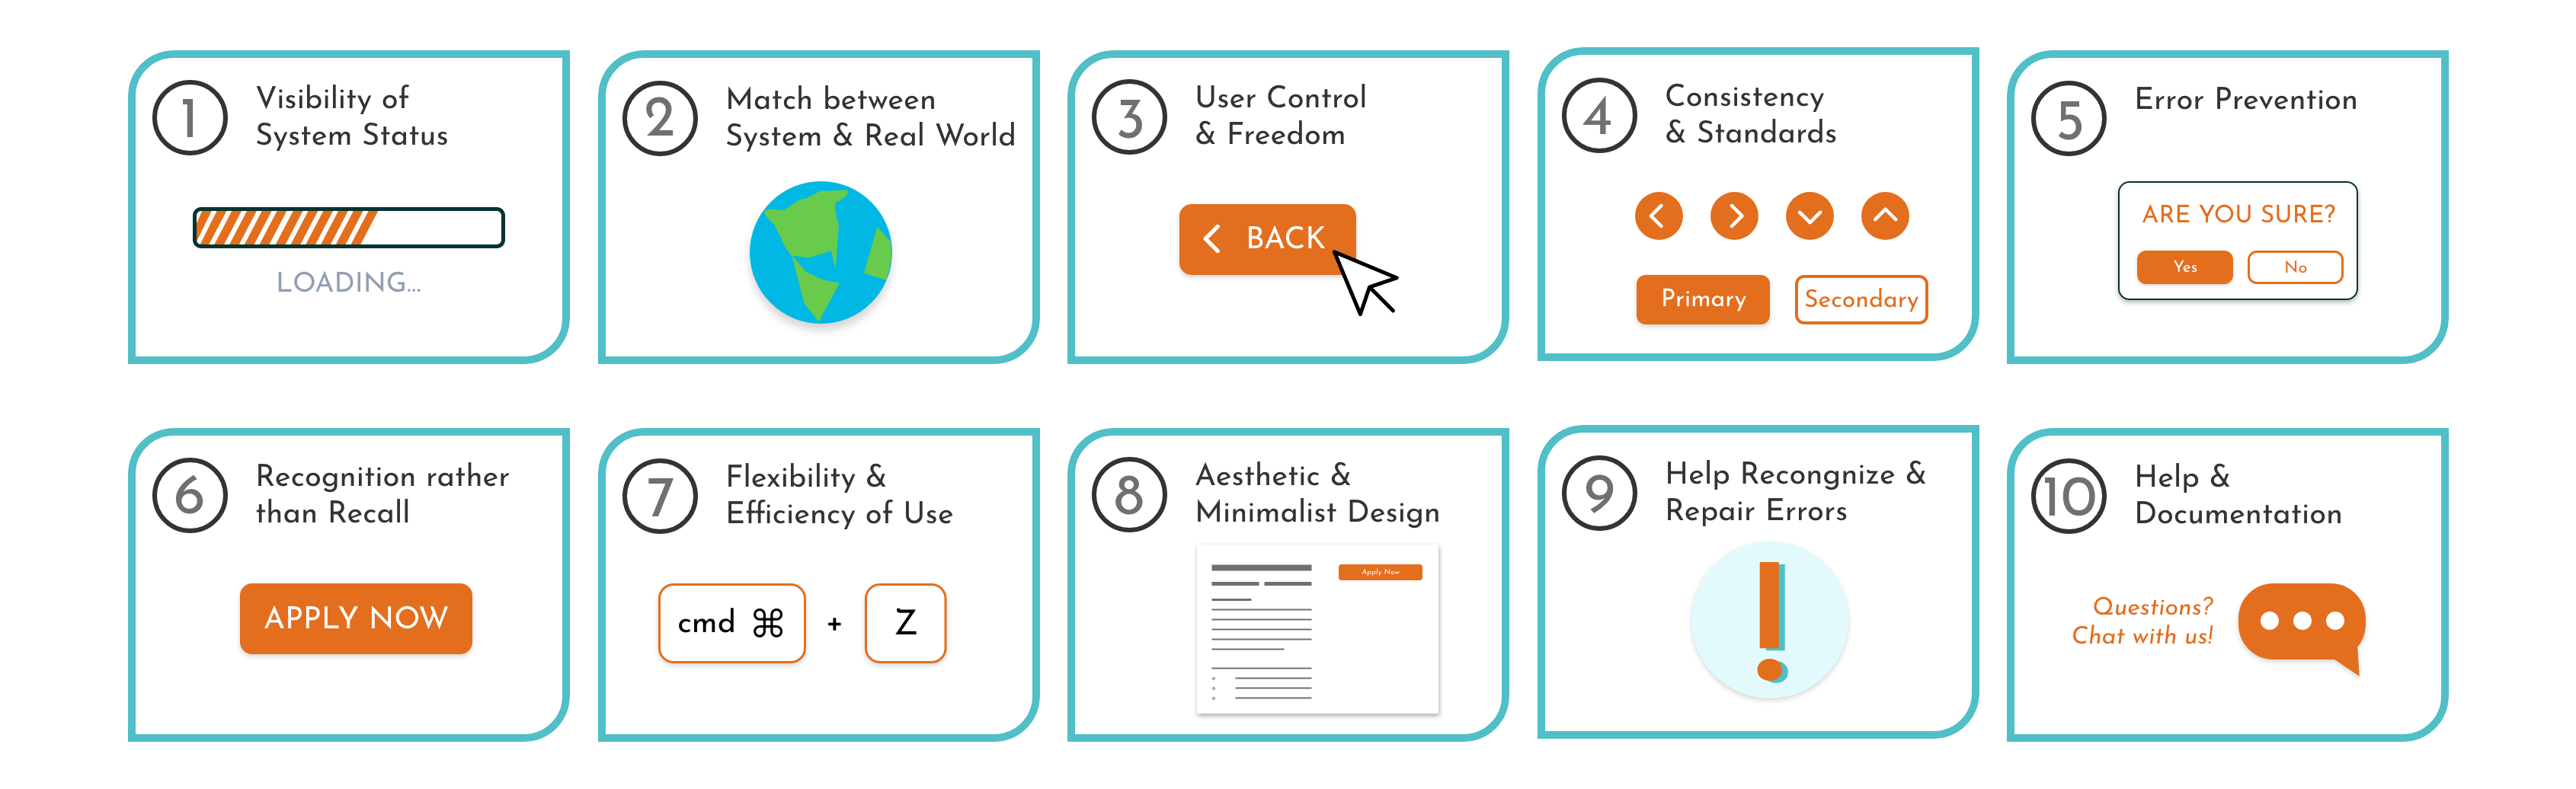 1
Visibility of
System Status
LOADING...
2
Match between
System & Real World
3
User Control
& Freedom
BACK
4
Consistency
& Standards
Primary
Secondary
5
Error Prevention
ARE YOU SURE?
Yes
No
6
Recognition rather
than Recall
APPLY NOW
7
Flexibility &
Efficiency of Use
cmd ⌘ + Z
8
Aesthetic &
Minimalist Design
Apply Now
9
Help Recongnize &
Repair Errors
!
10
Help &
Documentation
Questions?
Chat with us!